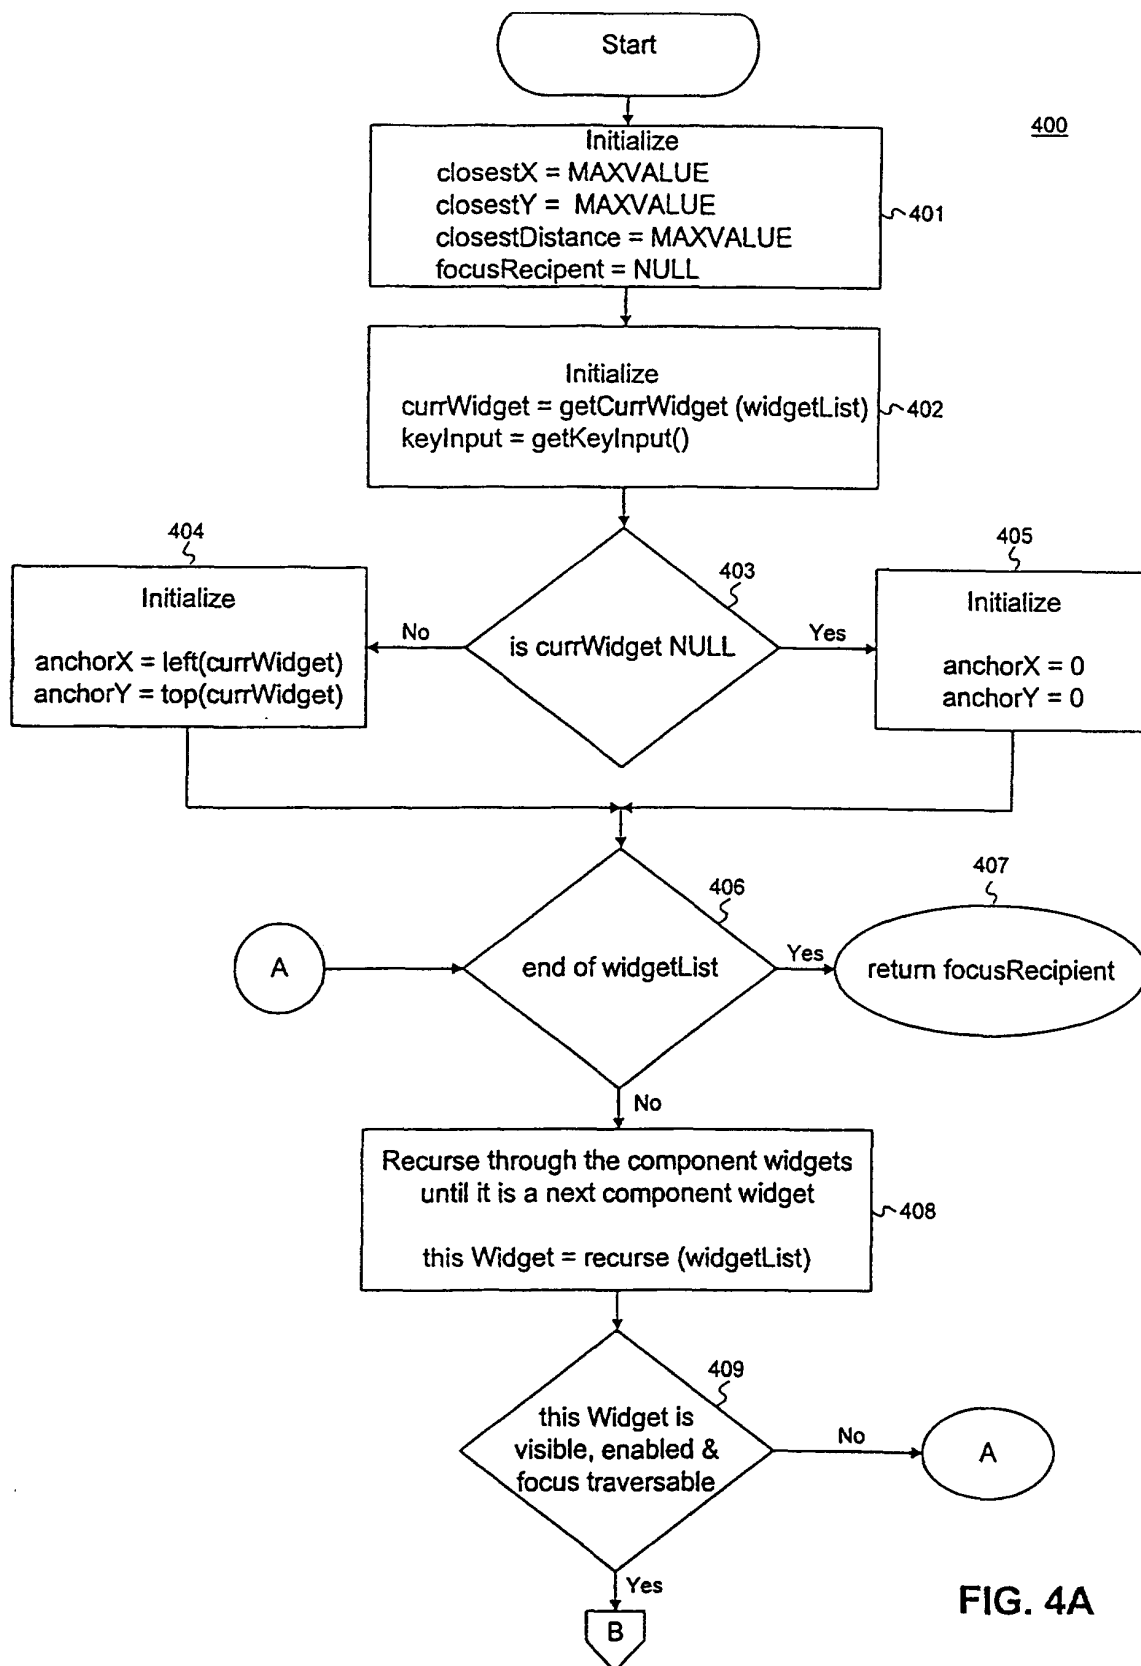 Start
400
Initialize
closestX = MAXVALUE
closestY = MAXVALUE
closestDistance = MAXVALUE
focusRecipent = NULL
401
Initialize
currWidget = getCurrWidget (widgetList)
keyInput = getKeyInput()
402
404
Initialize
anchorX = left(currWidget)
anchorY = top(currWidget)
No
403
is currWidget NULL
Yes
405
Initialize
anchorX = 0
anchorY = 0
A
406
end of widgetList
Yes
407
return focusRecipient
No
Recurse through the component widgets
until it is a next component widget
this Widget = recurse (widgetList)
408
409
this Widget is
visible, enabled &
focus traversable
No
A
Yes
B
FIG. 4A